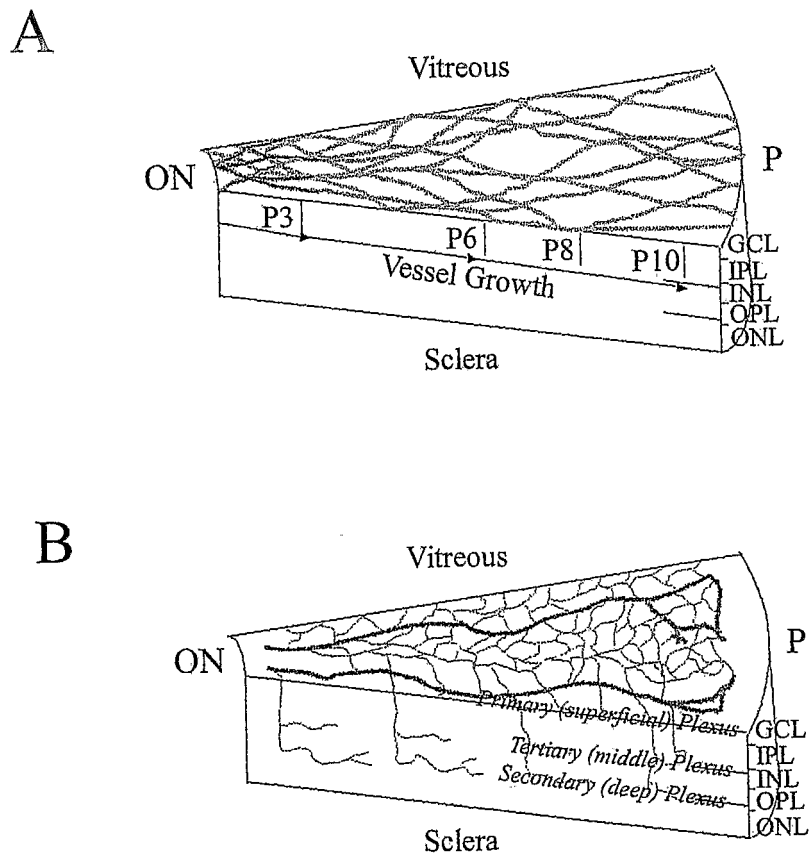 A
Vitreous
ON
P
P3
P6
P8
P10
Vessel Growth
GCL
IPL
INL
OPL
ONL
Sclera
B
Vitreous
ON
P
Primary (superficial) Plexus
GCL
Tertiary (middle) Plexus
IPL
Secondary (deep) Plexus
INL
OPL
ONL
Sclera